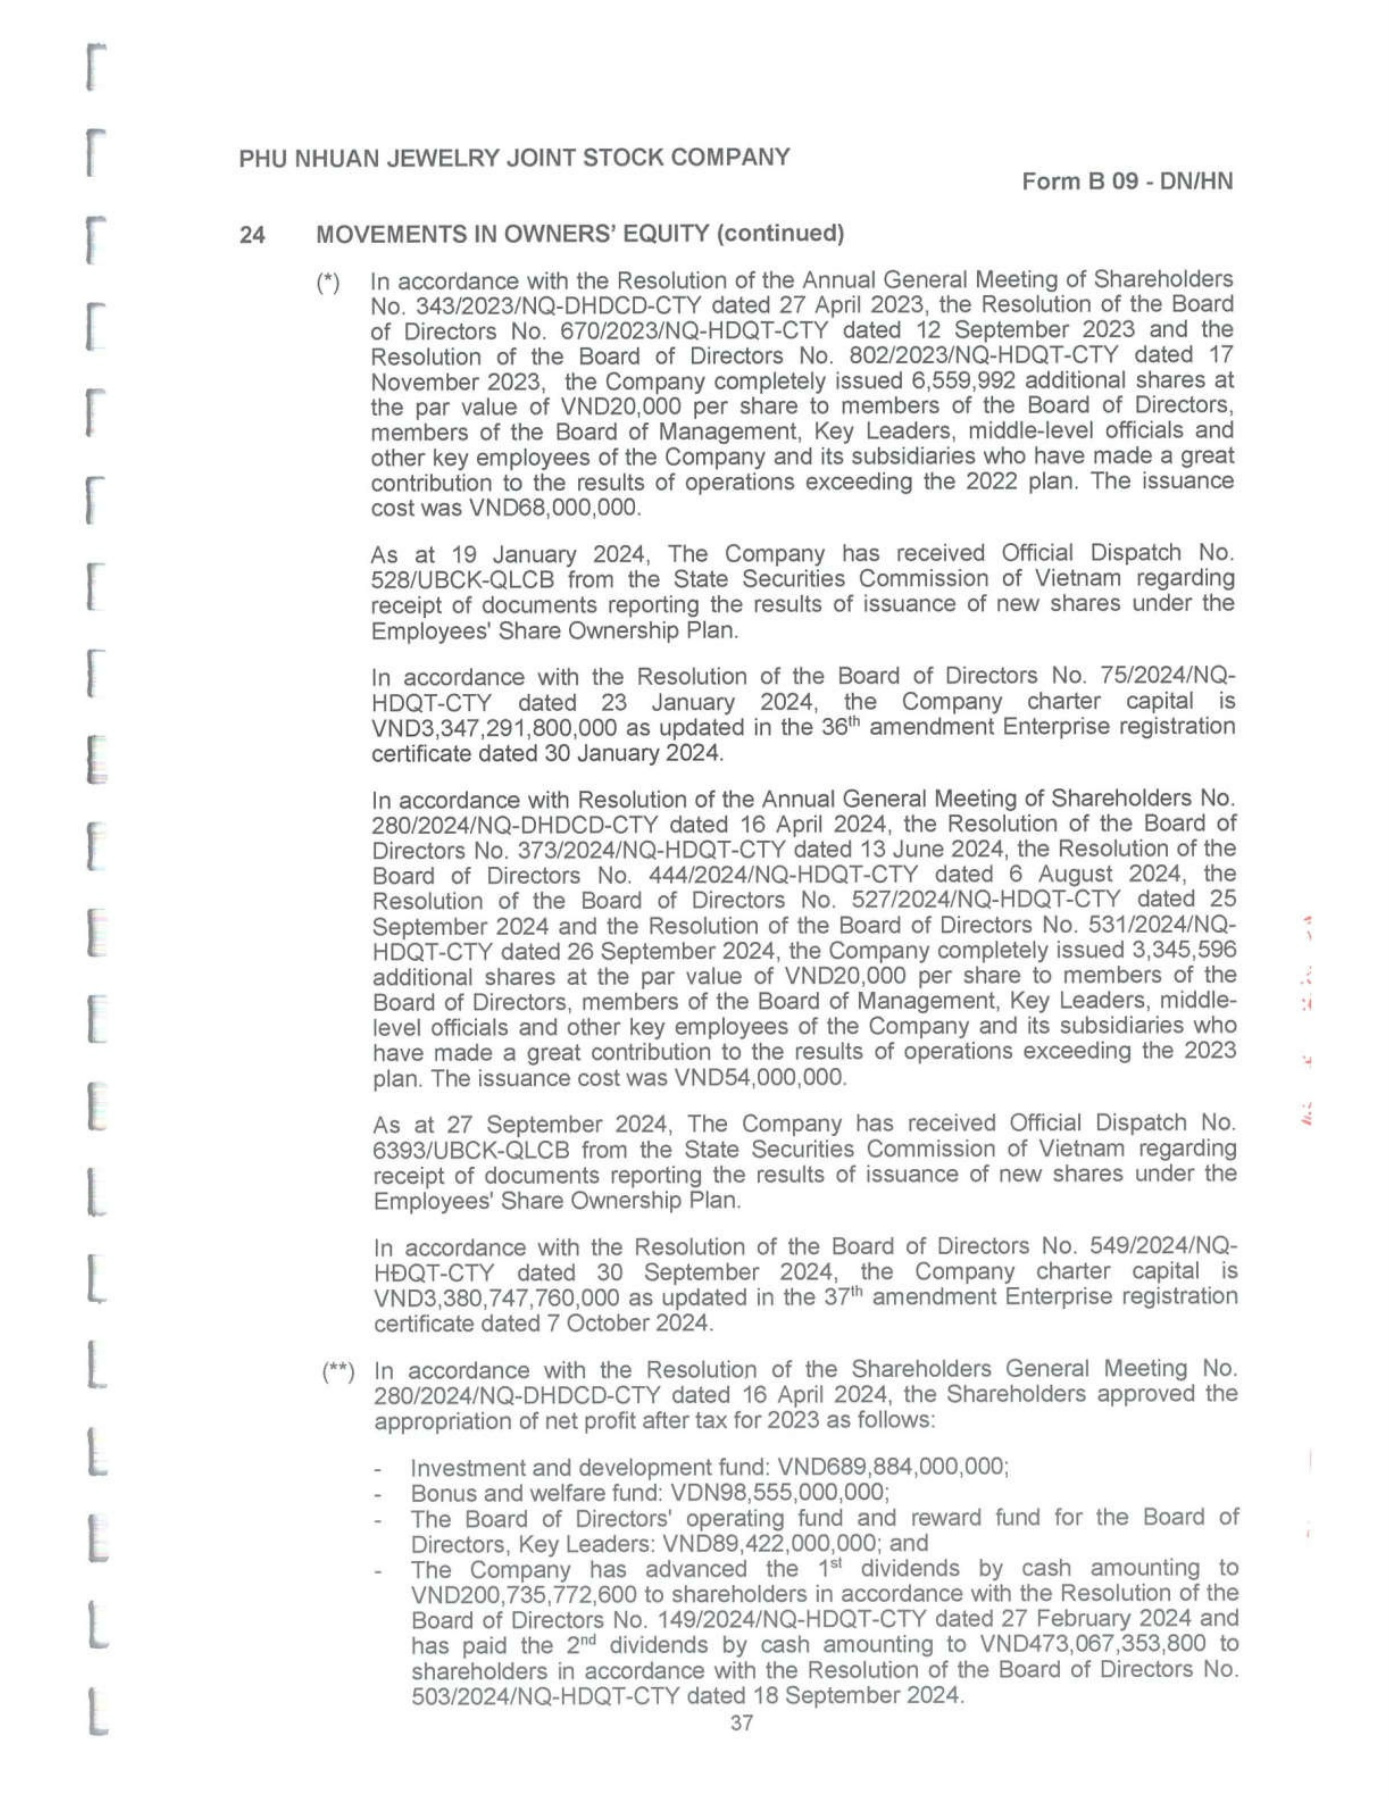 PHU NHUAN JEWELRY JOINT STOCK COMPANY
Form B 09 - DN/HN
24 MOVEMENTS IN OWNERS' EQUITY (continued)
(*) In accordance with the Resolution of the Annual General Meeting of Shareholders
No. 343/2023/NQ-DHDCD-CTY dated 27 April 2023, the Resolution of the Board
of Directors No. 670/2023/NQ-HDQT-CTY dated 12 September 2023 and the
Resolution of the Board of Directors No. 802/2023/NQ-HDQT-CTY dated 17
November 2023, the Company completely issued 6,559,992 additional shares at
the par value of VND20,000 per share to members of the Board of Directors,
members of the Board of Management, Key Leaders, middle-level officials and
other key employees of the Company and its subsidiaries who have made a great
contribution to the results of operations exceeding the 2022 plan. The issuance
cost was VND68,000,000.
As at 19 January 2024, The Company has received Official Dispatch No.
528/UBCK-QLCB from the State Securities Commission of Vietnam regarding
receipt of documents reporting the results of issuance of new shares under the
Employees' Share Ownership Plan.
In accordance with the Resolution of the Board of Directors No. 75/2024/NQ-
HDQT-CTY dated 23 January 2024, the Company charter capital is
VND3,347,291,800,000 as updated in the 36th amendment Enterprise registration
certificate dated 30 January 2024.
In accordance with Resolution of the Annual General Meeting of Shareholders No.
280/2024/NQ-DHDCD-CTY dated 16 April 2024, the Resolution of the Board of
Directors No. 373/2024/NQ-HDQT-CTY dated 13 June 2024, the Resolution of the
Board of Directors No. 444/2024/NQ-HDQT-CTY dated 6 August 2024, the
Resolution of the Board of Directors No. 527/2024/NQ-HDQT-CTY dated 25
September 2024 and the Resolution of the Board of Directors No. 531/2024/NQ-
HDQT-CTY dated 26 September 2024, the Company completely issued 3,345,596
additional shares at the par value of VND20,000 per share to members of the
Board of Directors, members of the Board of Management, Key Leaders, middle-
level officials and other key employees of the Company and its subsidiaries who
have made a great contribution to the results of operations exceeding the 2023
plan. The issuance cost was VND54,000,000.
As at 27 September 2024, The Company has received Official Dispatch No.
6393/UBCK-QLCB from the State Securities Commission of Vietnam regarding
receipt of documents reporting the results of issuance of new shares under the
Employees' Share Ownership Plan.
In accordance with the Resolution of the Board of Directors No. 549/2024/NQ-
HĐQT-CTY dated 30 September 2024, the Company charter capital is
VND3,380,747,760,000 as updated in the 37th amendment Enterprise registration
certificate dated 7 October 2024.
(**) In accordance with the Resolution of the Shareholders General Meeting No.
280/2024/NQ-DHDCD-CTY dated 16 April 2024, the Shareholders approved the
appropriation of net profit after tax for 2023 as follows:
- Investment and development fund: VND689,884,000,000;
- Bonus and welfare fund: VDN98,555,000,000;
- The Board of Directors' operating fund and reward fund for the Board of
Directors, Key Leaders: VND89,422,000,000; and
- The Company has advanced the 1st dividends by cash amounting to
VND200,735,772,600 to shareholders in accordance with the Resolution of the
Board of Directors No. 149/2024/NQ-HDQT-CTY dated 27 February 2024 and
has paid the 2nd dividends by cash amounting to VND473,067,353,800 to
shareholders in accordance with the Resolution of the Board of Directors No.
503/2024/NQ-HDQT-CTY dated 18 September 2024.
37